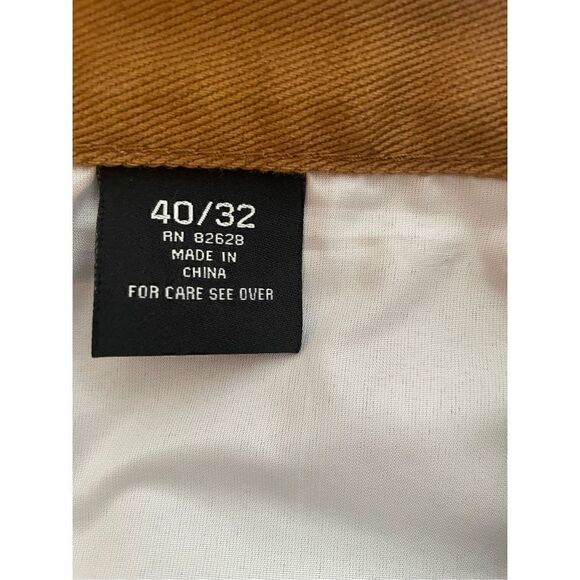 40/32
RN 82628
MADE IN
CHINA
FOR CARE SEE OVER